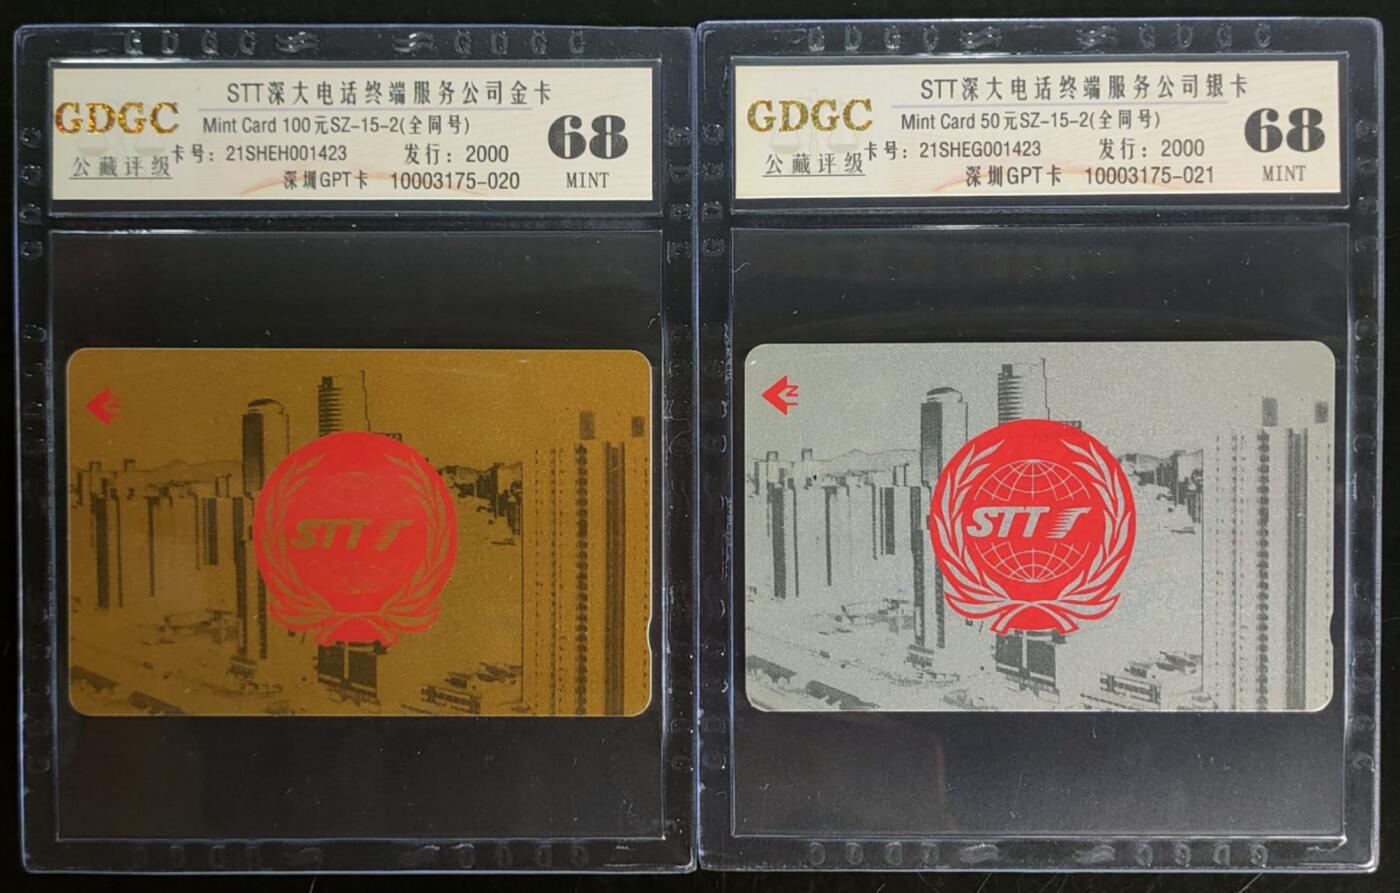 GDGC
GDGC
STT深大电话终端服务公司金卡
GDGC
Mint Card 100元SZ-15-2(全同号)
68
公藏评级
卡号：21SHEH001423
发行：2000
深圳GPT卡 10003175-020
MINT
STT
GDGC
GDGC
STT深大电话终端服务公司银卡
GDGC
Mint Card 50元SZ-15-2(全同号)
68
公藏评级
卡号：21SHEG001423
发行：2000
深圳GPT卡 10003175-021
MINT
STT